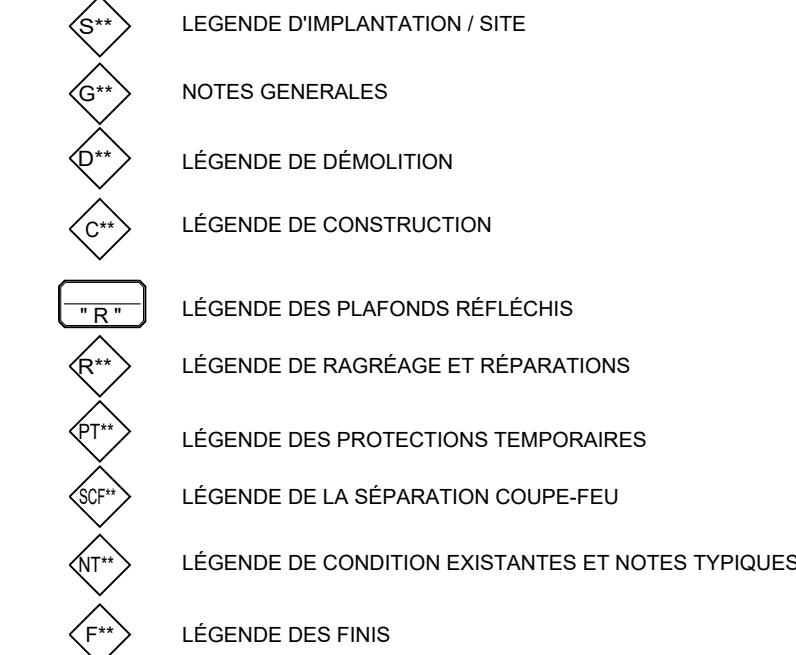 S** LEGENDE D'IMPLANTATION / SITE
G** NOTES GENERALES
D** LÉGENDE DE DÉMOLITION
C** LÉGENDE DE CONSTRUCTION
" R " LÉGENDE DES PLAFONDS RÉFLÉCHIS
R** LÉGENDE DE RAGRÉAGE ET RÉPARATIONS
PT** LÉGENDE DES PROTECTIONS TEMPORAIRES
SCF** LÉGENDE DE LA SÉPARATION COUPE-FEU
NT** LÉGENDE DE CONDITION EXISTANTES ET NOTES TYPIQUES
F** LÉGENDE DES FINIS